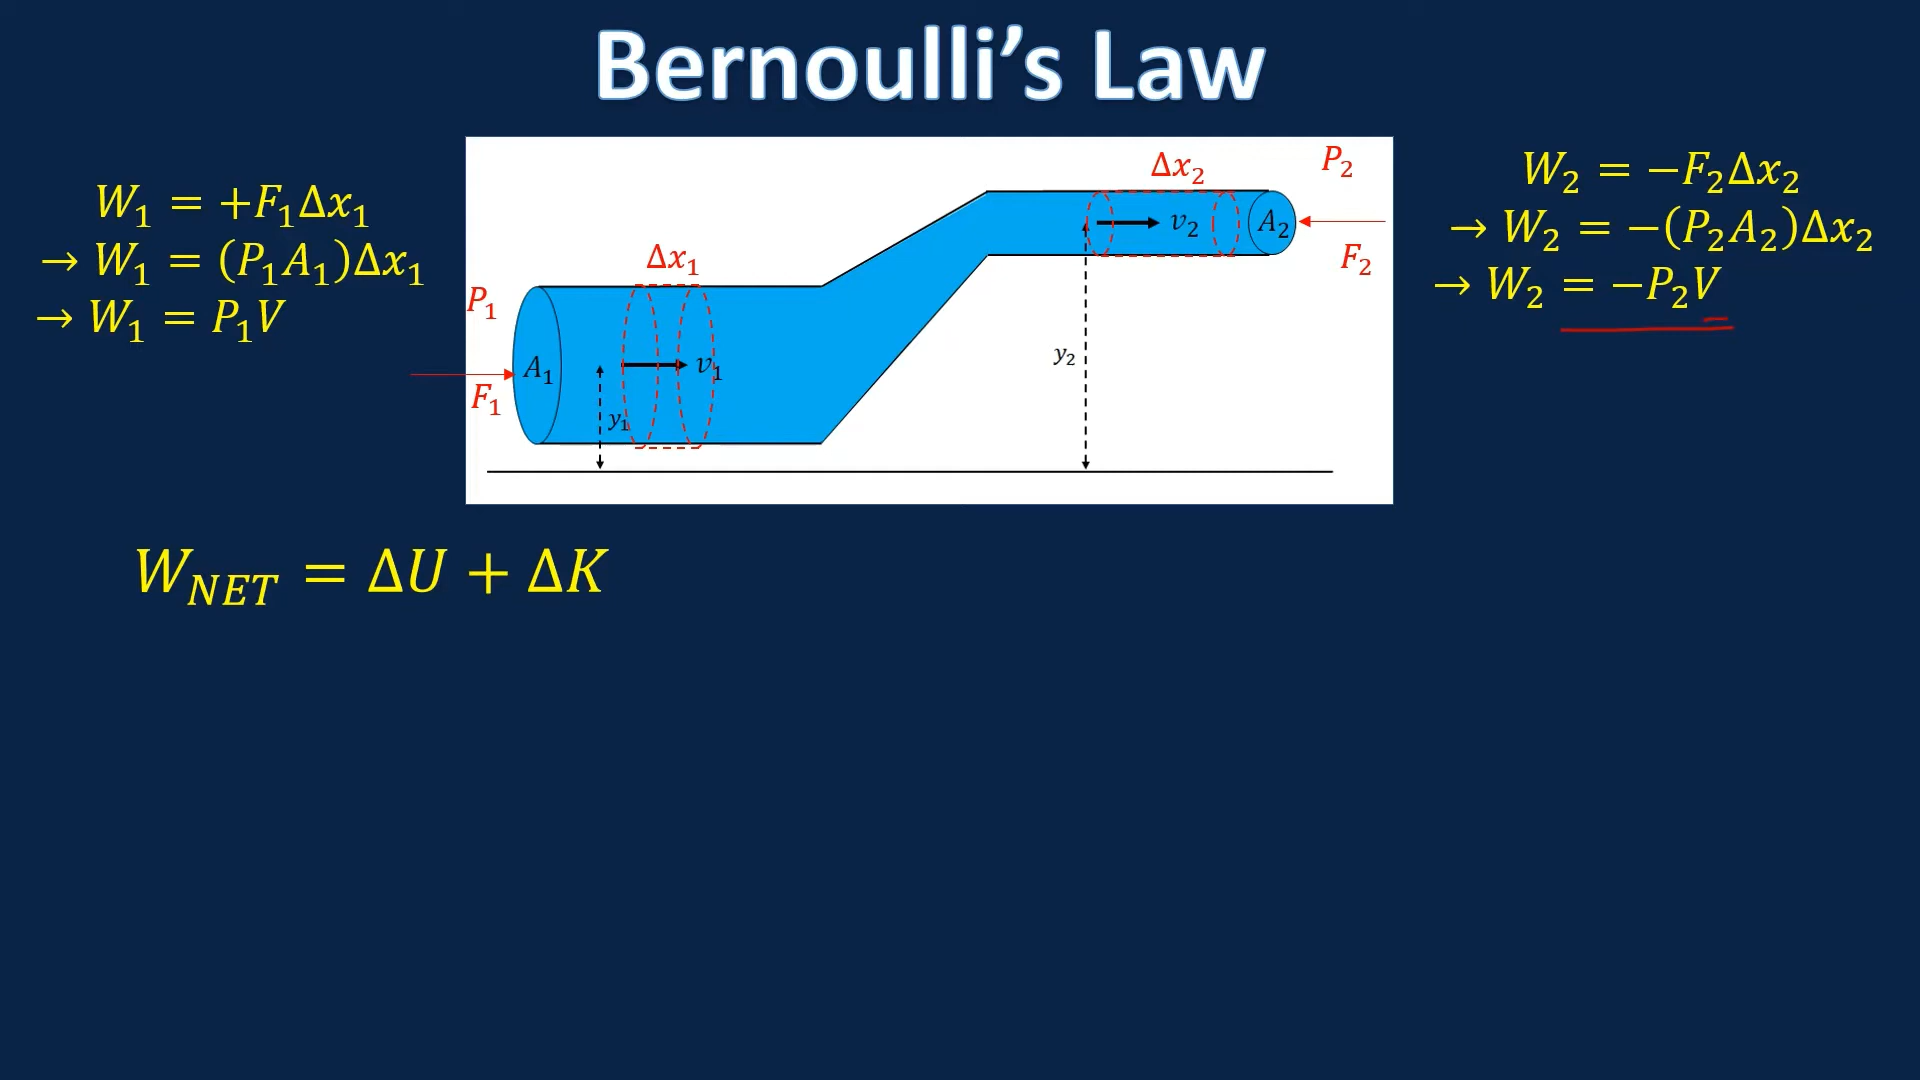 Bernoulli's Law
W₁ = +F₁Δx₁
→ W₁ = (P₁A₁)Δx₁
→ W₁ = P₁V
P₁
F₁
A₁
Δx₁
v₁
y₁
Δx₂
v₂
A₂
y₂
P₂
F₂
W₂ = −F₂Δx₂
→ W₂ = −(P₂A₂)Δx₂
→ W₂ = −P₂V
W_NET = ΔU + ΔK